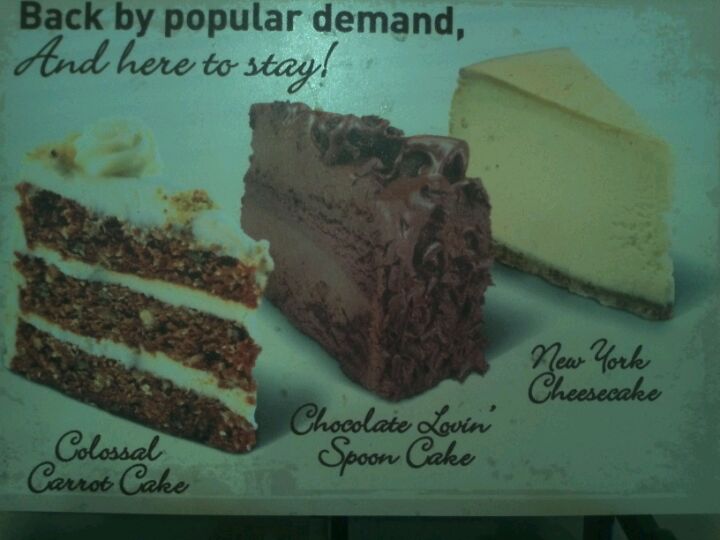 Back by popular demand,
And here to stay!
Colossal
Carrot Cake
Chocolate Lovin'
Spoon Cake
New York
Cheesecake